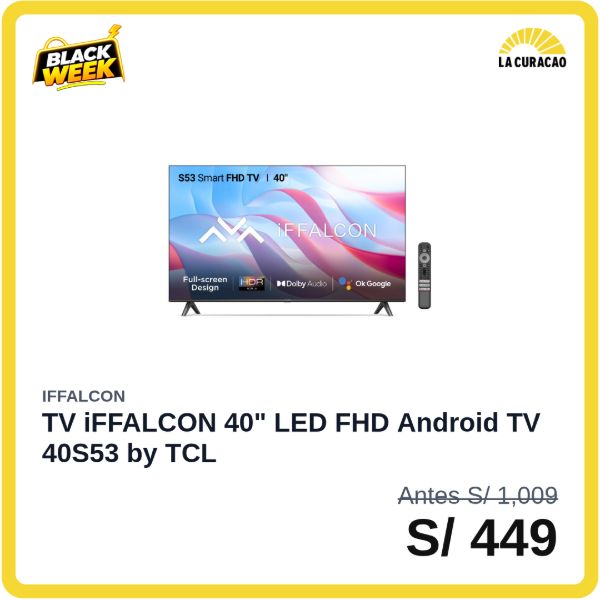 BLACK
WEEK
LA CURACAO
S53 Smart FHD TV | 40"
iFFALCON
Full-screen
Design
HDR
Dolby Audio
Ok Google
IFFALCON
TV iFFALCON 40" LED FHD Android TV
40S53 by TCL
Antes S/ 1,009
S/ 449